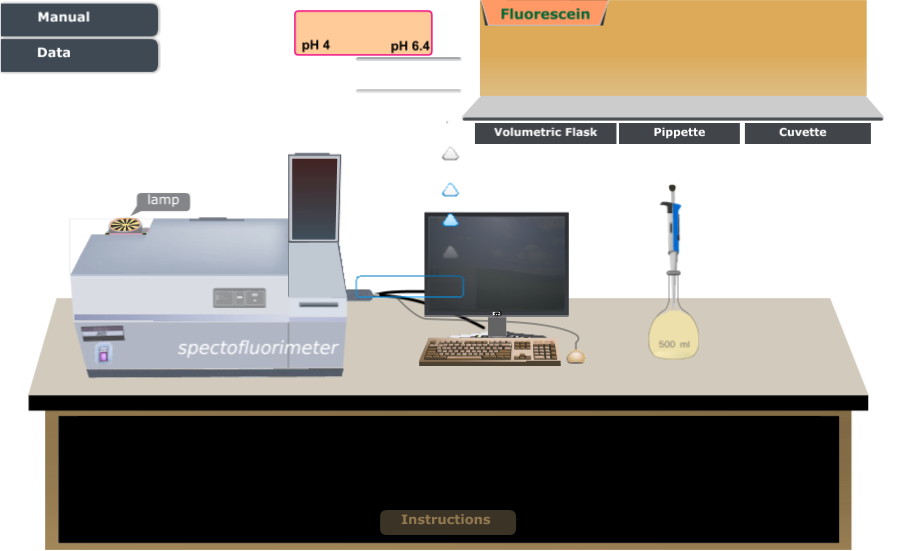 Manual
Data
pH 4 pH 6.4
Fluorescein
Volumetric Flask
Pippette
Cuvette
lamp
spectofluorimeter
500 ml
Instructions